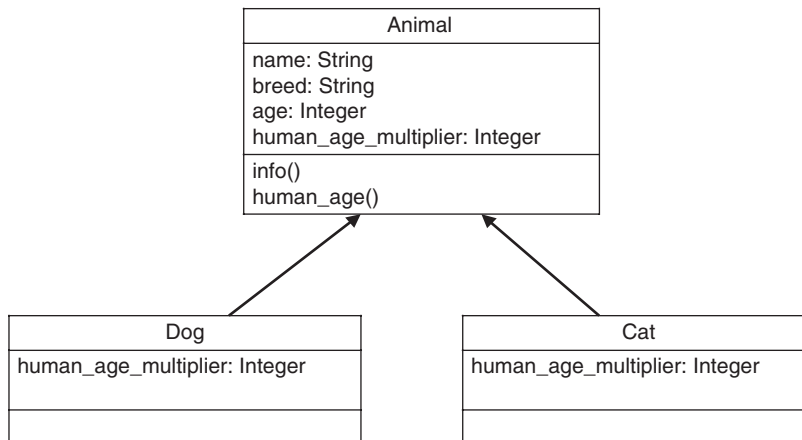 Animal
name: String
breed: String
age: Integer
human_age_multiplier: Integer
info()
human_age()
Dog
human_age_multiplier: Integer
Cat
human_age_multiplier: Integer